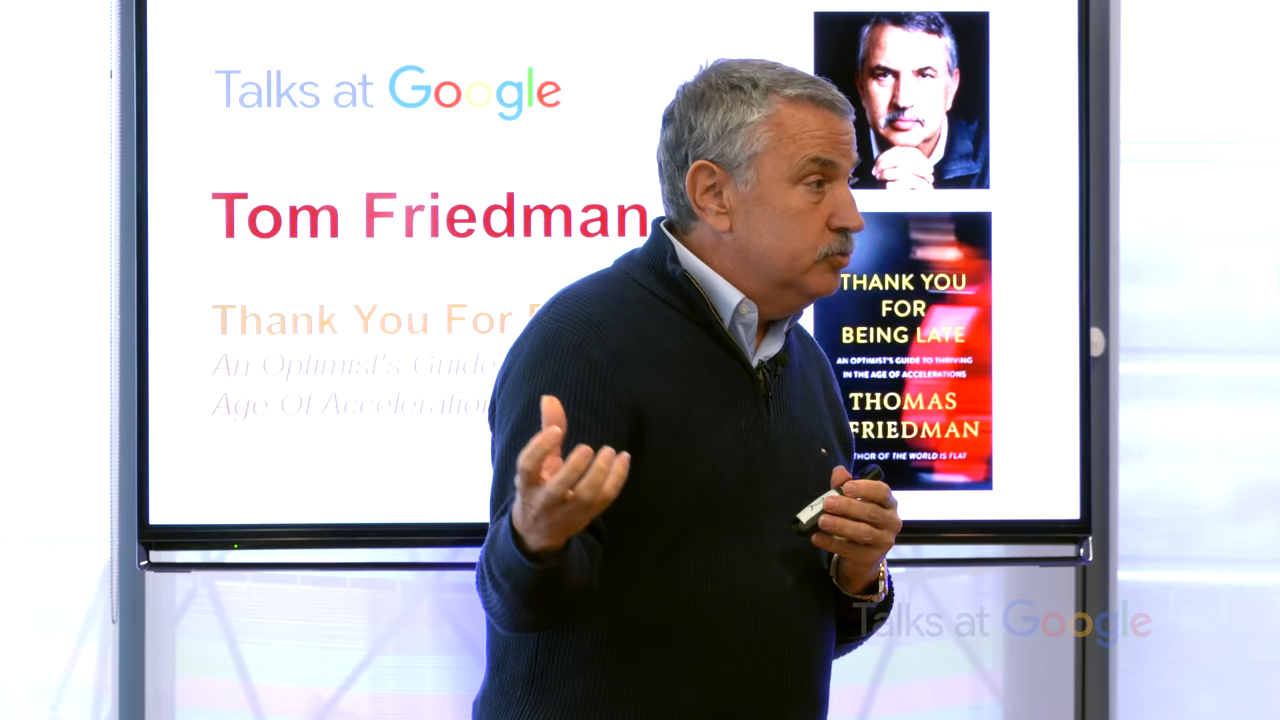 Talks at Google
Tom Friedman
Thank You For
An Optimist's Guide
Age Of Acceleration
THANK YOU
FOR
BEING LATE
AN OPTIMIST'S GUIDE TO THRIVING
IN THE AGE OF ACCELERATIONS
THOMAS
FRIEDMAN
THOR OF THE WORLD IS FLAT
Talks at Google